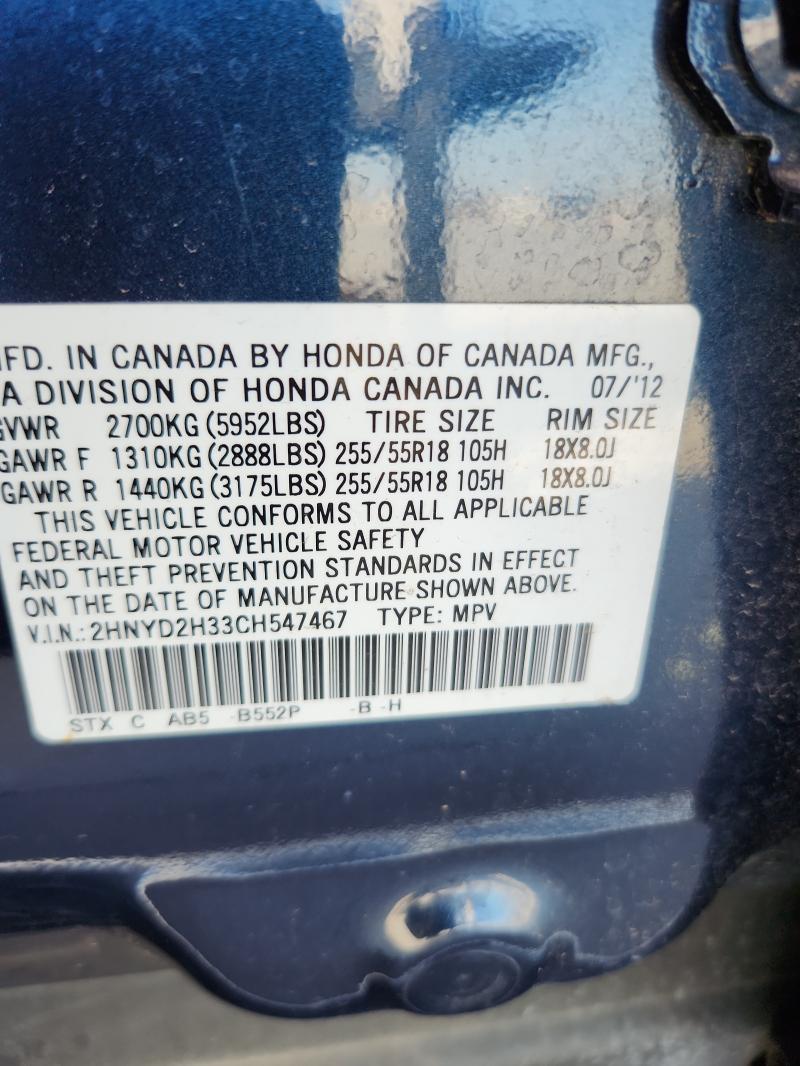 MFD. IN CANADA BY HONDA OF CANADA MFG.,
A DIVISION OF HONDA CANADA INC. 07/'12
GVWR 2700KG (5952LBS) TIRE SIZE RIM SIZE
GAWR F 1310KG (2888LBS) 255/55R18 105H 18X8.0J
GAWR R 1440KG (3175LBS) 255/55R18 105H 18X8.0J
THIS VEHICLE CONFORMS TO ALL APPLICABLE
FEDERAL MOTOR VEHICLE SAFETY
AND THEFT PREVENTION STANDARDS IN EFFECT
ON THE DATE OF MANUFACTURE SHOWN ABOVE.
V.I.N.: 2HNYD2H33CH547467 TYPE: MPV
STX C AB5 -B552P -B -H